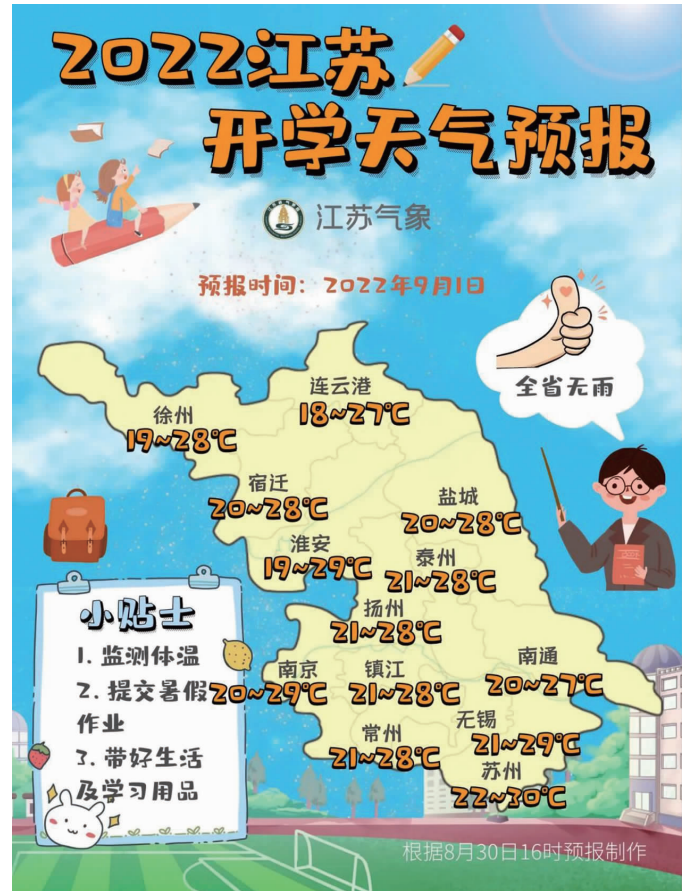 2022江苏
开学天气预报
江苏气象
预报时间：2022年9月1日
全省无雨
连云港
18~27℃
徐州
19~28℃
宿迁
20~28℃
盐城
20~28℃
淮安
19~29℃
泰州
21~28℃
扬州
21~28℃
南京
20~29℃
镇江
21~28℃
南通
20~27℃
常州
21~28℃
无锡
21~29℃
苏州
22~30℃
小贴士
1. 监测体温
2. 提交暑假
作业
3. 带好生活
及学习用品
根据8月30日16时预报制作